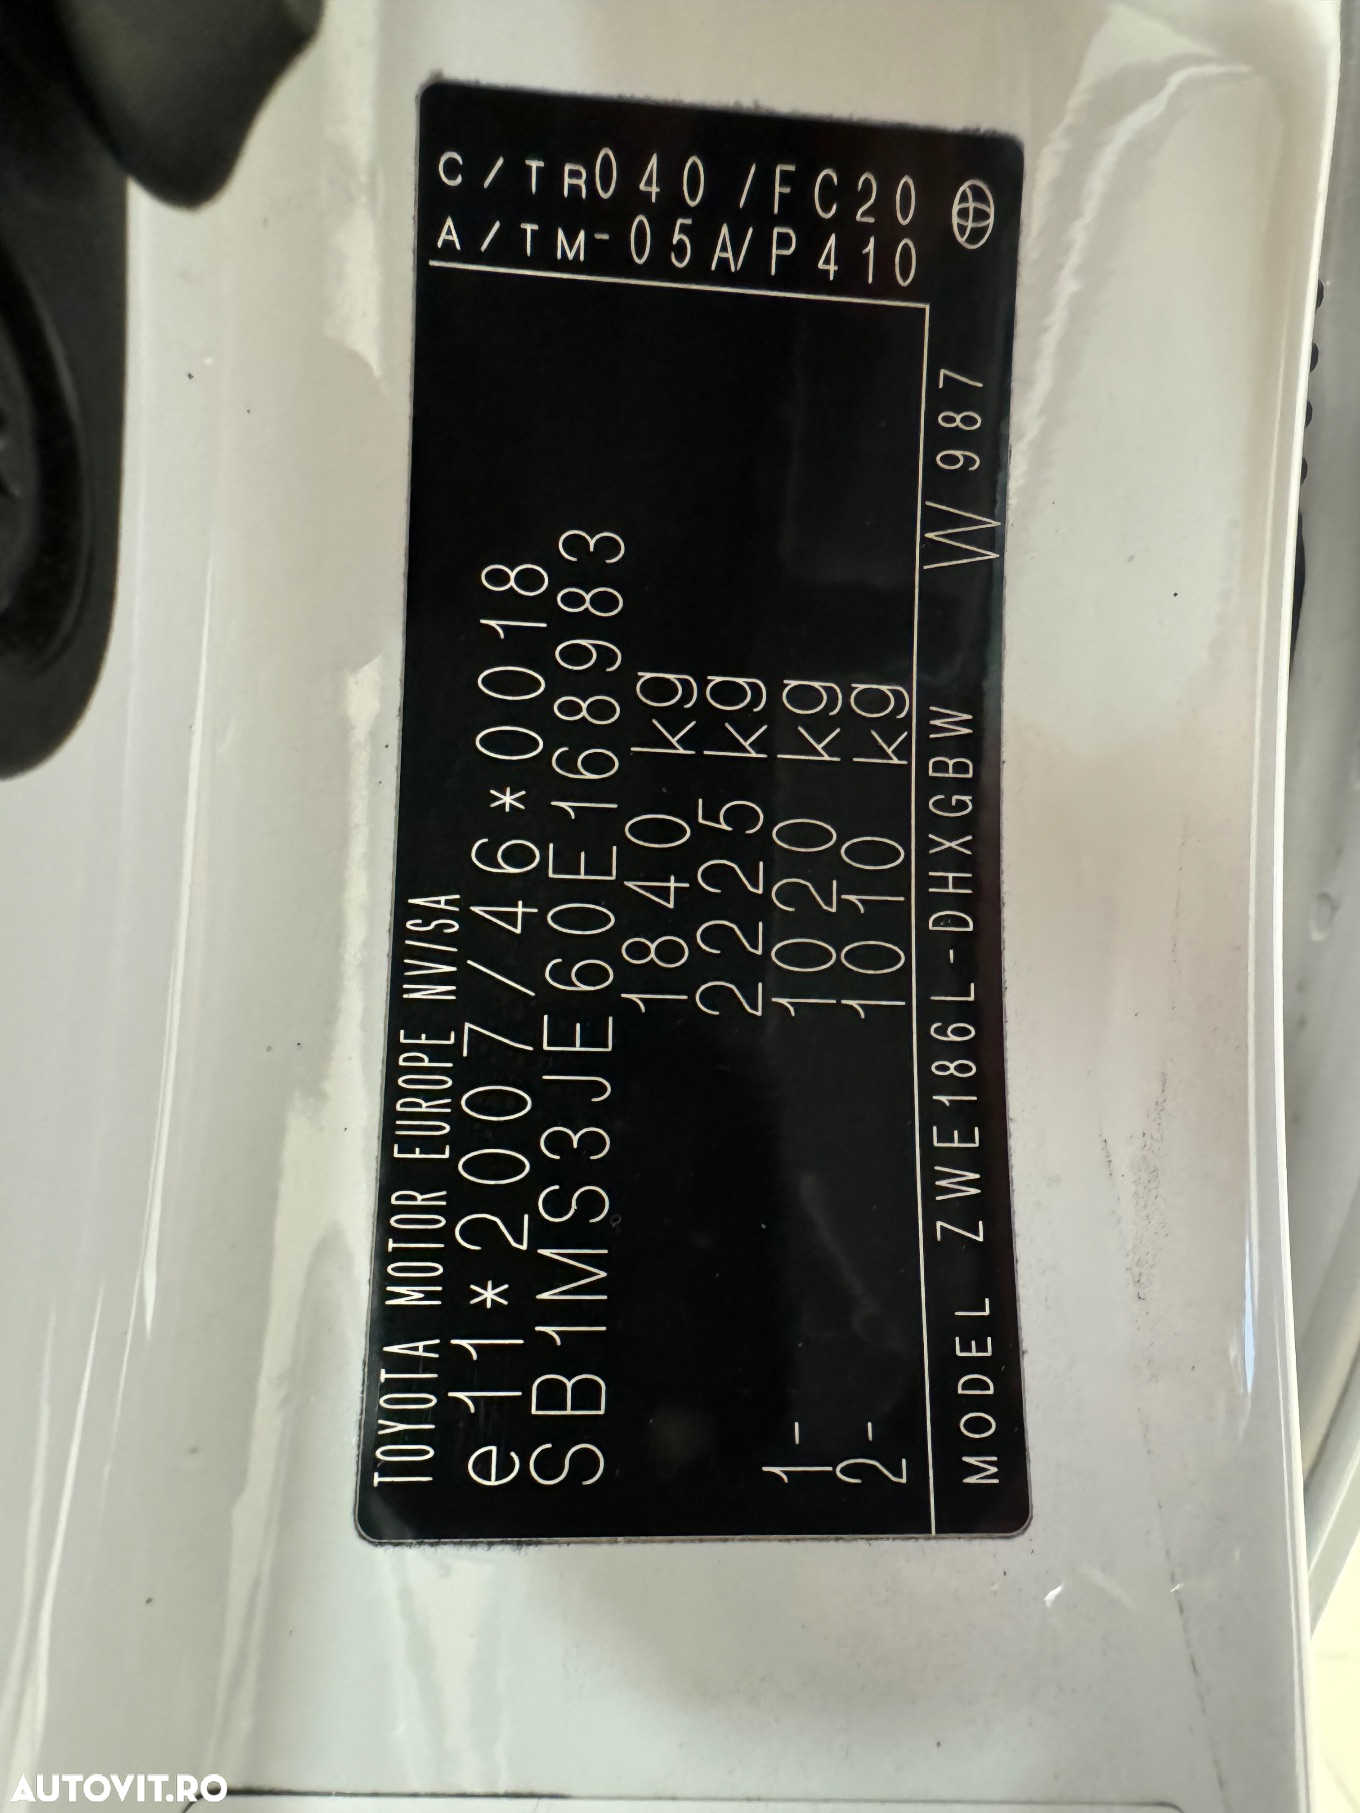 TOYOTA MOTOR EUROPE NV/SA
e11*2007/46*0018
SB1MS3JE60E168983
1840 kg
2225 kg
1- 1020 kg
2- 1010 kg
MODEL ZWE186L-DHXGBW W987
C/TR040/FC20
A/TM-05A/P410
AUTOVIT.RO